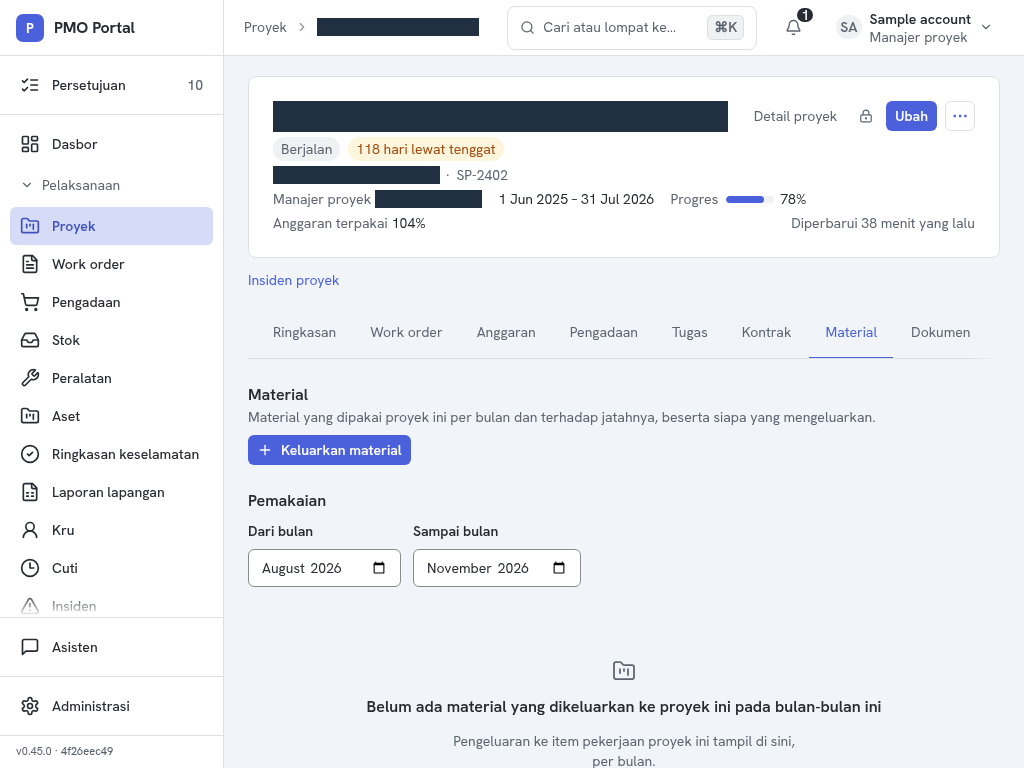 P PMO Portal
Proyek
Cari atau lompat ke...
⌘K
1
SA
Sample account
Manajer proyek
Persetujuan 10
Dasbor
Pelaksanaan
Proyek
Work order
Pengadaan
Stok
Peralatan
Aset
Ringkasan keselamatan
Laporan lapangan
Kru
Cuti
Insiden
Asisten
Administrasi
v0.45.0 · 4f26eec49
Detail proyek
Ubah
Berjalan
118 hari lewat tenggat
· SP-2402
Manajer proyek
1 Jun 2025 – 31 Jul 2026
Progres 78%
Anggaran terpakai 104%
Diperbarui 38 menit yang lalu
Insiden proyek
Ringkasan
Work order
Anggaran
Pengadaan
Tugas
Kontrak
Material
Dokumen
Material
Material yang dipakai proyek ini per bulan dan terhadap jatahnya, beserta siapa yang mengeluarkan.
Keluarkan material
Pemakaian
Dari bulan
Sampai bulan
August 2026
November 2026
Belum ada material yang dikeluarkan ke proyek ini pada bulan-bulan ini
Pengeluaran ke item pekerjaan proyek ini tampil di sini,
per bulan.